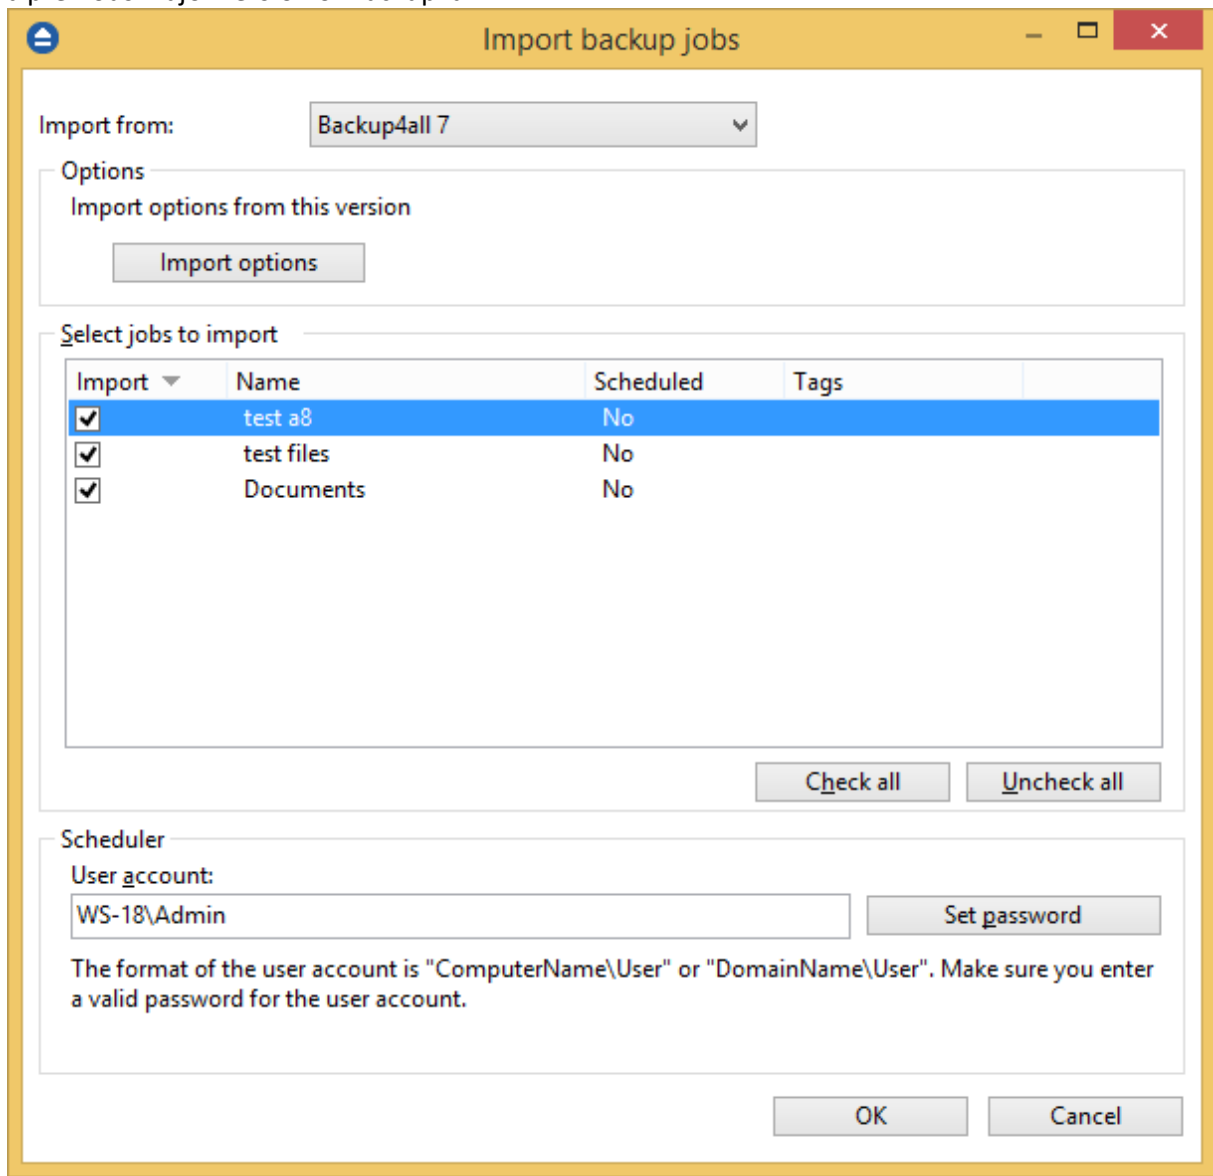 Import backup jobs
Import from: Backup4all 7
Options
Import options from this version
Import options
Select jobs to import
Import Name Scheduled Tags
test a8 No
test files No
Documents No
Check all Uncheck all
Scheduler
User account:
WS-18\Admin Set password
The format of the user account is "ComputerName\User" or "DomainName\User". Make sure you enter
a valid password for the user account.
OK Cancel